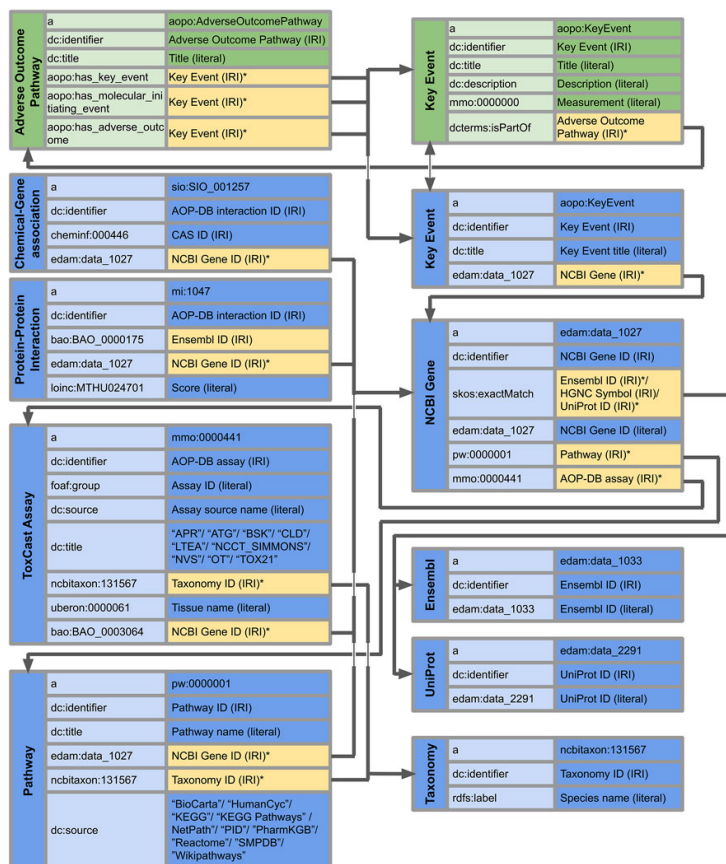 Adverse Outcome
Pathway
a aopo:AdverseOutcomePathway
dc:identifier Adverse Outcome Pathway (IRI)
dc:title Title (literal)
aopo:has_key_event Key Event (IRI)*
aopo:has_molecular_ini
tiating_event Key Event (IRI)*
aopo:has_adverse_outc
ome Key Event (IRI)*
Key Event
a aopo:KeyEvent
dc:identifier Key Event (IRI)
dc:title Title (literal)
dc:description Description (literal)
mmo:0000000 Measurement (literal)
dcterms:isPartOf Adverse Outcome
Pathway (IRI)*
Chemical-Gene
association
a sio:SIO_001257
dc:identifier AOP-DB interaction ID (IRI)
cheminf:000446 CAS ID (IRI)
edam:data_1027 NCBI Gene ID (IRI)*
Key Event
a aopo:KeyEvent
dc:identifier Key Event (IRI)
dc:title Key Event title (literal)
edam:data_1027 NCBI Gene (IRI)*
Protein-Protein
Interaction
a mi:1047
dc:identifier AOP-DB interaction ID (IRI)
bao:BAO_0000175 Ensembl ID (IRI)
edam:data_1027 NCBI Gene ID (IRI)*
loinc:MTHU024701 Score (literal)
NCBI Gene
a edam:data_1027
dc:identifier NCBI Gene ID (IRI)
skos:exactMatch Ensembl ID (IRI)*/
HGNC Symbol (IRI)/
UniProt ID (IRI)*
edam:data_1027 NCBI Gene ID (literal)
pw:0000001 Pathway (IRI)*
mmo:0000441 AOP-DB assay (IRI)*
ToxCast Assay
a mmo:0000441
dc:identifier AOP-DB assay (IRI)
foaf:group Assay ID (literal)
dc:source Assay source name (literal)
dc:title "APR"/ "ATG"/ "BSK"/ "CLD"/
"LTEA"/ "NCCT_SIMMONS"/
"NVS"/ "OT"/ "TOX21"
ncbitaxon:131567 Taxonomy ID (IRI)*
uberon:0000061 Tissue name (literal)
bao:BAO_0003064 NCBI Gene ID (IRI)*
Ensembl
a edam:data_1033
dc:identifier Ensembl ID (IRI)
edam:data_1033 Ensembl ID (literal)
UniProt
a edam:data_2291
dc:identifier UniProt ID (IRI)
edam:data_2291 UniProt ID (literal)
Pathway
a pw:0000001
dc:identifier Pathway ID (IRI)
dc:title Pathway name (literal)
edam:data_1027 NCBI Gene ID (IRI)*
ncbitaxon:131567 Taxonomy ID (IRI)*
dc:source "BioCarta"/ "HumanCyc"/
"KEGG"/ "KEGG Pathways" /
"NetPath"/ "PID"/ "PharmKGB"/
"Reactome"/ "SMPDB"/
"Wikipathways"
Taxonomy
a ncbitaxon:131567
dc:identifier Taxonomy ID (IRI)
rdfs:label Species name (literal)